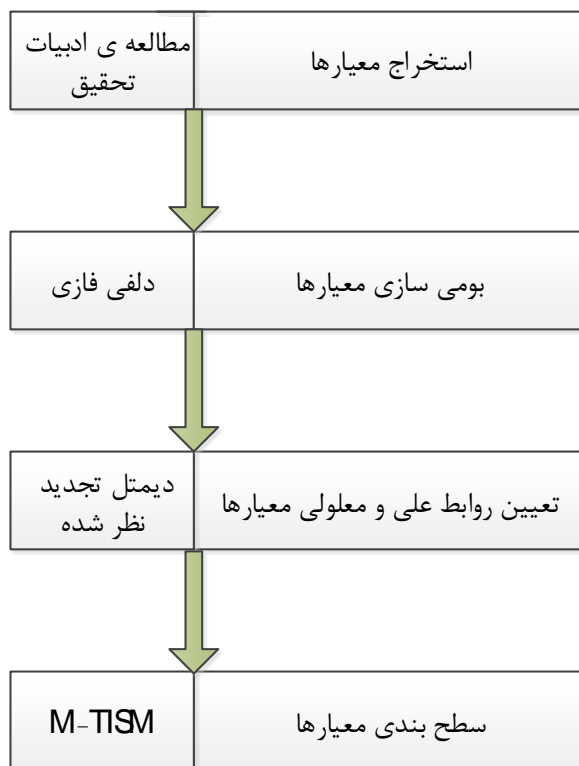 استخراج معیارها
مطالعه ی ادبیات
تحقیق
بومی سازی معیارها
دلفی فازی
تعیین روابط علی و معلولی معیارها
دیمتل تجدید
نظر شده
سطح بندی معیارها
M-TISM